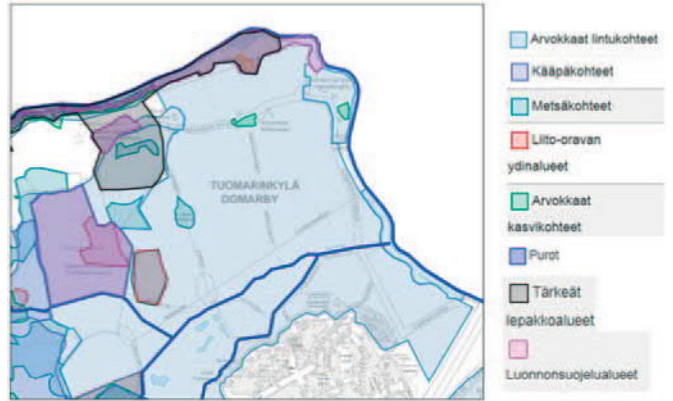 TUOMARINKYLÄ
DOMARBY
Arvokkaat lintukohteet
Kääpäkohteet
Metsäkohteet
Liito-oravan
ydinalueet
Arvokkaat
kasvikohteet
Purot
Tärkeät
lepakkoalueet
Luonnonsuojelualueet